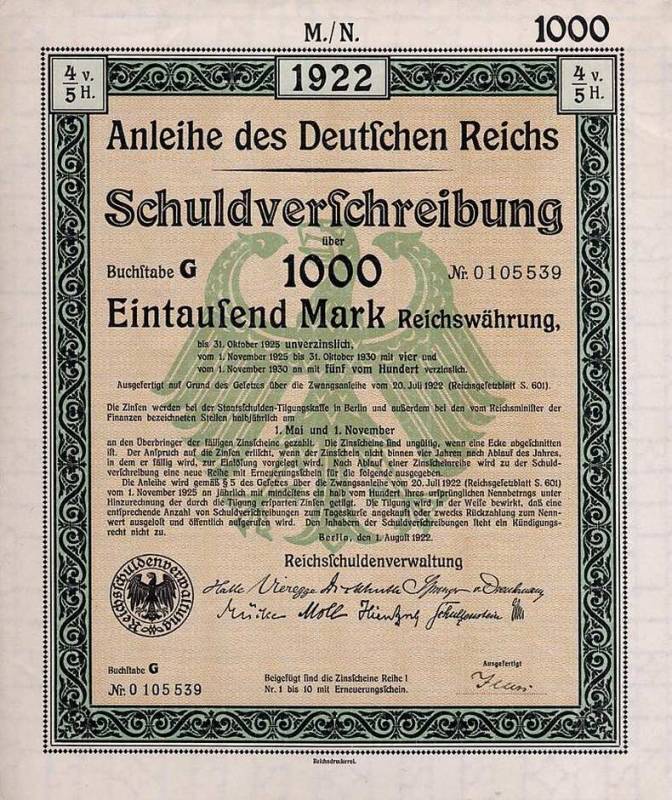 M./N. 1000
4/5 v. H.
1922
4/5 v. H.
Anleihe des Deutſchen Reichs
Schuldverſchreibung
über
Buchſtabe G 1000 Nr. 0105539
Eintauſend Mark Reichswährung,
bis 31. Oktober 1925 unverzinslich,
vom 1. November 1925 bis 31. Oktober 1930 mit vier und
vom 1. November 1930 an mit fünf vom Hundert verzinslich.
Ausgefertigt auf Grund des Geſetzes über die Zwangsanleihe vom 20. Juli 1922 (Reichsgeſetzblatt S. 601).
Die Zinſen werden bei der Staatsſchulden-Tilgungskaſſe in Berlin und außerdem bei den vom Reichsminiſter der
Finanzen bezeichneten Stellen halbjährlich am
1. Mai und 1. November
an den Überbringer der fälligen Zinsſcheine gezahlt. Die Zinsſcheine ſind ungültig, wenn eine Ecke abgeſchnitten
iſt. Der Anſpruch auf die Zinſen erliſcht, wenn der Zinsſchein nicht binnen vier Jahren nach Ablauf des Jahres,
in dem er fällig wird, zur Einlöſung vorgelegt wird. Nach Ablauf einer Zinsſcheinreihe wird zu der Schuld-
verſchreibung eine neue Reihe mit Erneuerungsſchein für die folgende ausgegeben.
Die Anleihe wird gemäß § 5 des Geſetzes über die Zwangsanleihe vom 20. Juli 1922 (Reichsgeſetzblatt S. 601)
vom 1. November 1925 an jährlich mit mindeſtens ein halb vom Hundert ihres urſprünglichen Nennbetrags unter
Hinzurechnung der durch die Tilgung erſparten Zinſen getilgt. Die Tilgung wird in der Weiſe bewirkt, daß eine
entſprechende Anzahl von Schuldverſchreibungen zum Tageskurſe angekauft oder zwecks Rückzahlung zum Nenn-
wert ausgeloſt und öffentlich aufgerufen wird. Den Inhabern der Schuldverſchreibungen ſteht ein Kündigungs-
recht nicht zu.
Berlin, den 1. Auguſt 1922.
Reichsſchuldenverwaltung
Reichsſchuldenverwaltung
Halle Vieregge
Mücke Moll
Buchſtabe G
Nr. 0105539
Beigefügt ſind die Zinsſcheine Reihe I
Nr. 1 bis 10 mit Erneuerungsſchein.
Ausgefertigt
Reichsdruckerei.